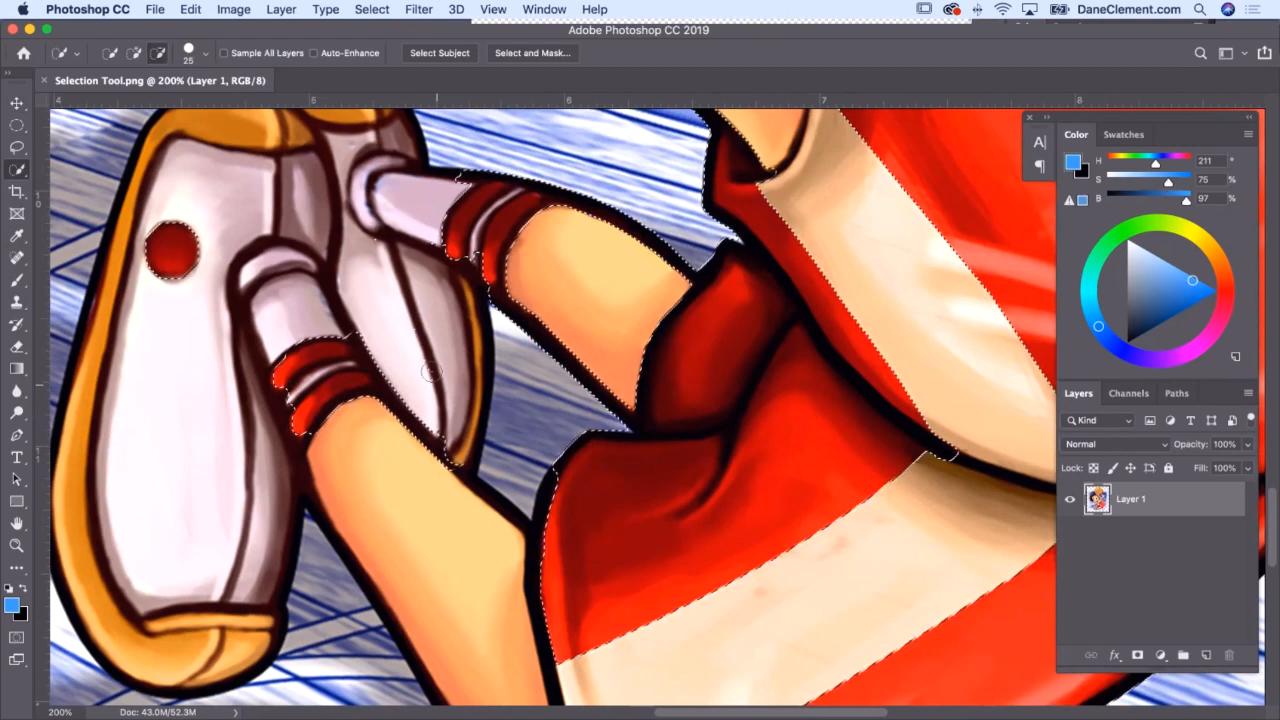 Photoshop CC File Edit Image Layer Type Select Filter 3D View Window Help DaneClement.com
Adobe Photoshop CC 2019
25 Sample All Layers Auto-Enhance Select Subject Select and Mask...
Selection Tool.png @ 200% (Layer 1, RGB/8)
4 5 6 7 8
Color Swatches
H 211 °
S 75 %
B 97 %
Layers Channels Paths
Kind
Normal Opacity: 100%
Lock: Fill: 100%
Layer 1
fx
200% Doc: 43.0M/52.3M